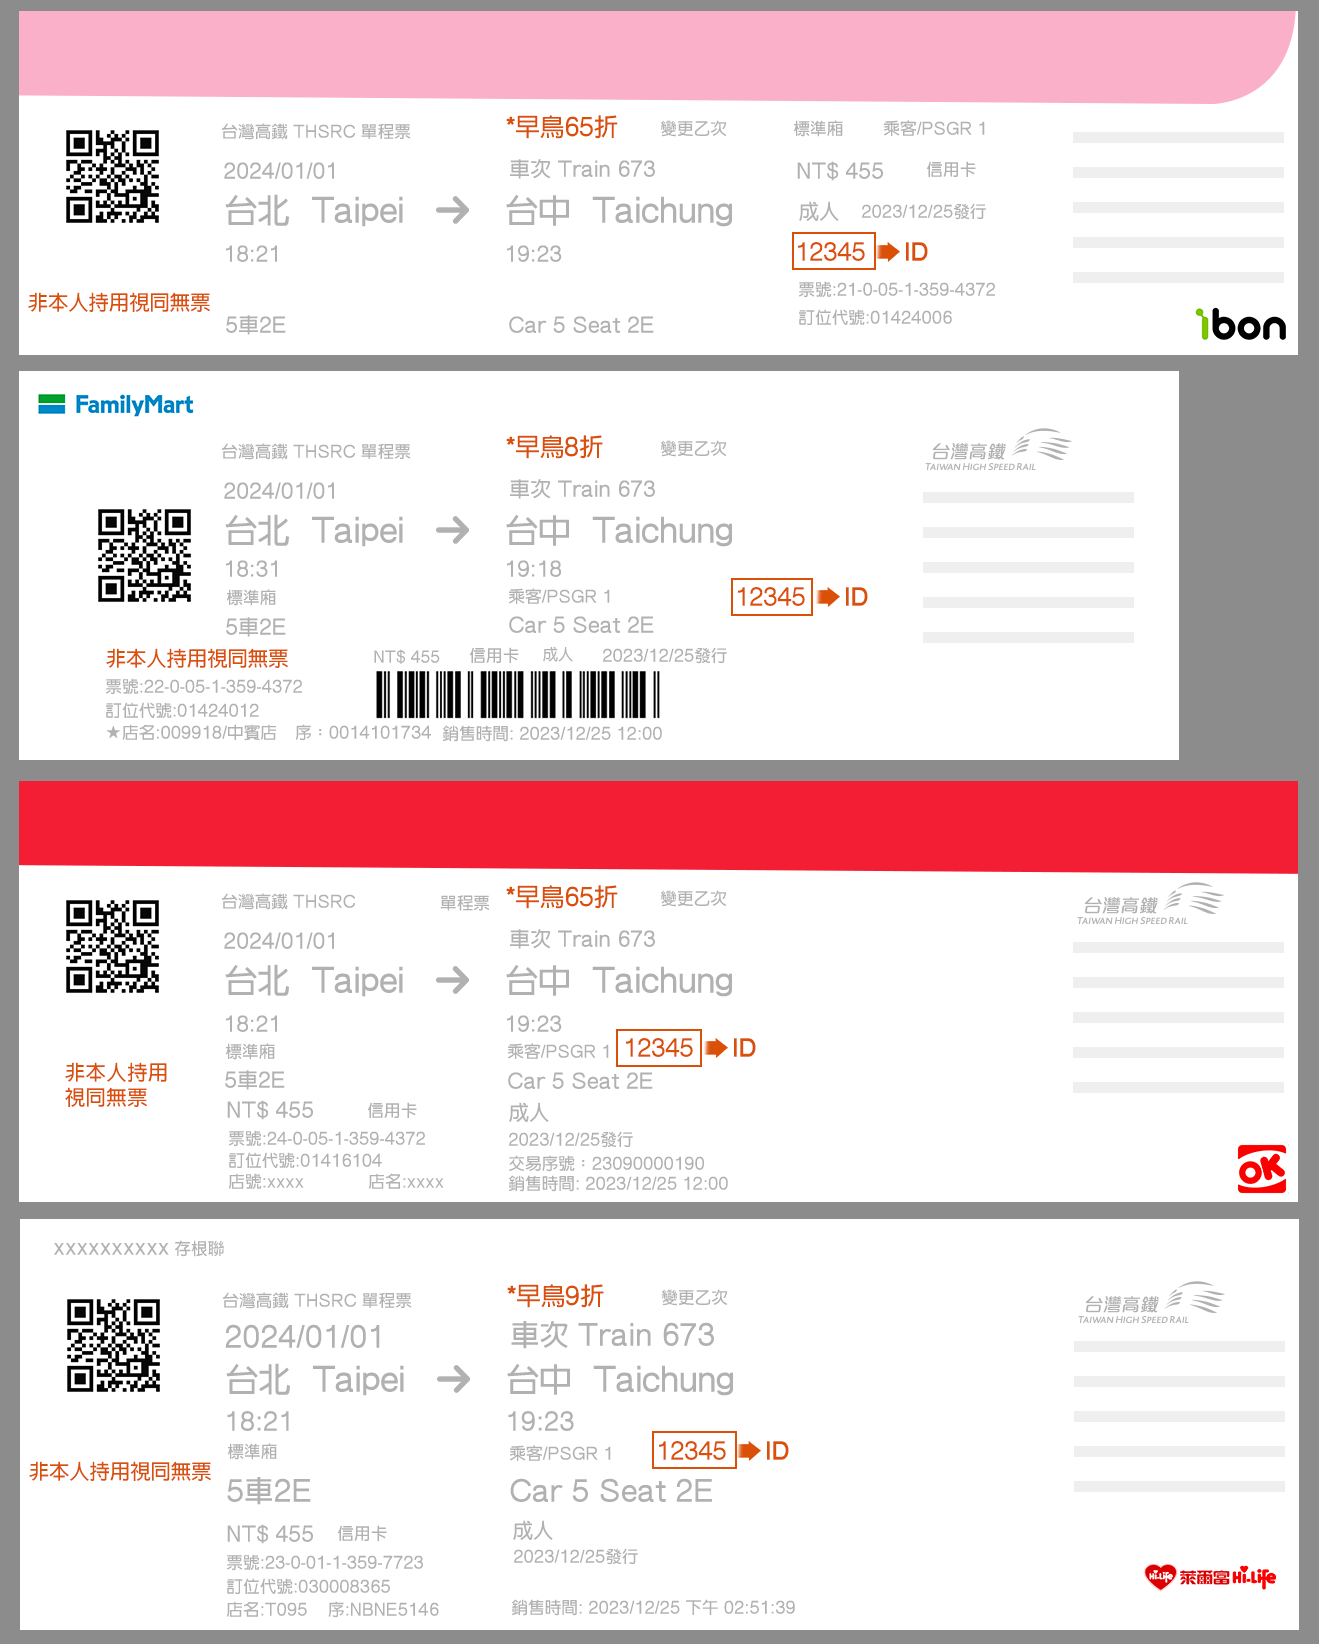 台灣高鐵 THSRC 單程票 *早鳥65折 變更乙次 標準廂 乘客/PSGR 1
2024/01/01 車次 Train 673 NT$ 455 信用卡
台北 Taipei → 台中 Taichung 成人 2023/12/25發行
18:21 19:23 12345 ➡ ID
非本人持用視同無票 票號:21-0-05-1-359-4372
5車2E Car 5 Seat 2E 訂位代號:01424006
ibon
FamilyMart
台灣高鐵 THSRC 單程票 *早鳥8折 變更乙次 台灣高鐵
TAIWAN HIGH SPEED RAIL
2024/01/01 車次 Train 673
台北 Taipei → 台中 Taichung
18:31 19:18
標準廂 乘客/PSGR 1 12345 ➡ ID
5車2E Car 5 Seat 2E
非本人持用視同無票 NT$ 455 信用卡 成人 2023/12/25發行
票號:22-0-05-1-359-4372
訂位代號:01424012
★店名:009918/中賓店 序：0014101734 銷售時間: 2023/12/25 12:00
台灣高鐵 THSRC 單程票 *早鳥65折 變更乙次 台灣高鐵
TAIWAN HIGH SPEED RAIL
2024/01/01 車次 Train 673
台北 Taipei → 台中 Taichung
18:21 19:23
標準廂 乘客/PSGR 1 12345 ➡ ID
非本人持用
視同無票
5車2E Car 5 Seat 2E
NT$ 455 信用卡 成人
票號:24-0-05-1-359-4372 2023/12/25發行
訂位代號:01416104 交易序號：23090000190
店號:xxxx 店名:xxxx 銷售時間: 2023/12/25 12:00
OK
xxxxxxxxxx 存根聯
台灣高鐵 THSRC 單程票 *早鳥9折 變更乙次 台灣高鐵
TAIWAN HIGH SPEED RAIL
2024/01/01 車次 Train 673
台北 Taipei → 台中 Taichung
18:21 19:23
標準廂 乘客/PSGR 1 12345 ➡ ID
非本人持用視同無票
5車2E Car 5 Seat 2E
NT$ 455 信用卡 成人
票號:23-0-01-1-359-7723 2023/12/25發行
訂位代號:030008365
店名:T095 序:NBNE5146 銷售時間: 2023/12/25 下午 02:51:39
Hi-Life 萊爾富 Hi-Life